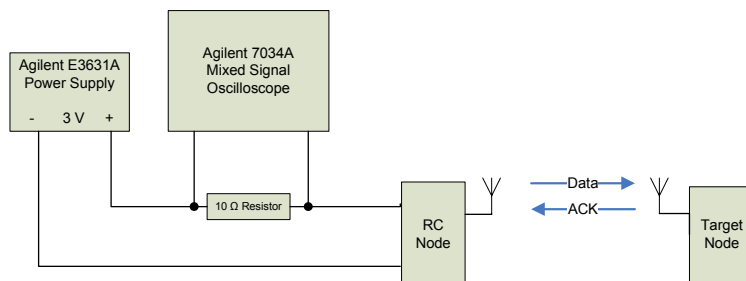 Agilent E3631A
Power Supply
- 3 V +
Agilent 7034A
Mixed Signal
Oscilloscope
10 Ω Resistor
RC
Node
Data
ACK
Target
Node